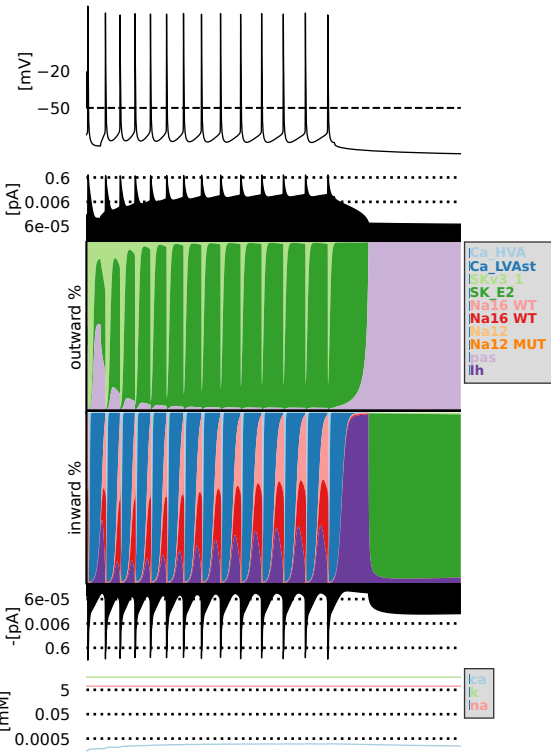 [mV]
−20
−50
[pA]
0.6
0.006
6e-05
outward %
Ca_HVA
Ca_LVAst
SKv3_1
SK_E2
Na16 WT
Na16 WT
Na12
Na12 MUT
pas
Ih
inward %
6e-05
0.006
0.6
-[pA]
ca
k
na
5
0.05
0.0005
[mM]